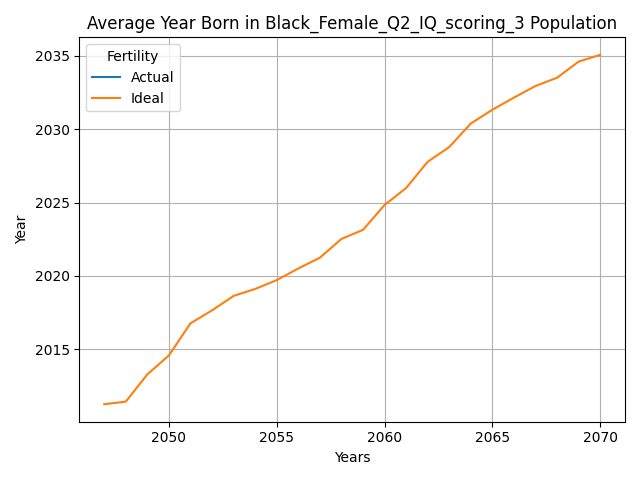 Average Year Born in Black_Female_Q2_IQ_scoring_3 Population
Fertility
Actual
Ideal
2035
2030
2025
2020
2015
Year
2050 2055 2060 2065 2070
Years